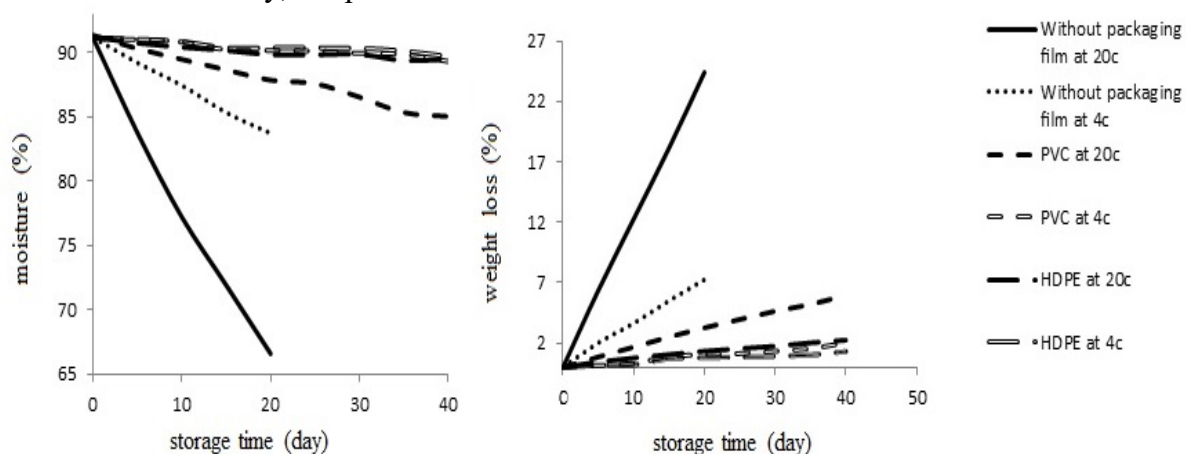 90
85
80
75
70
65
0
10
20
30
40
moisture (%)
storage time (day)
27
22
17
12
7
2
0
10
20
30
40
50
weight loss (%)
storage time (day)
Without packaging
film at 20c
Without packaging
film at 4c
PVC at 20c
PVC at 4c
HDPE at 20c
HDPE at 4c